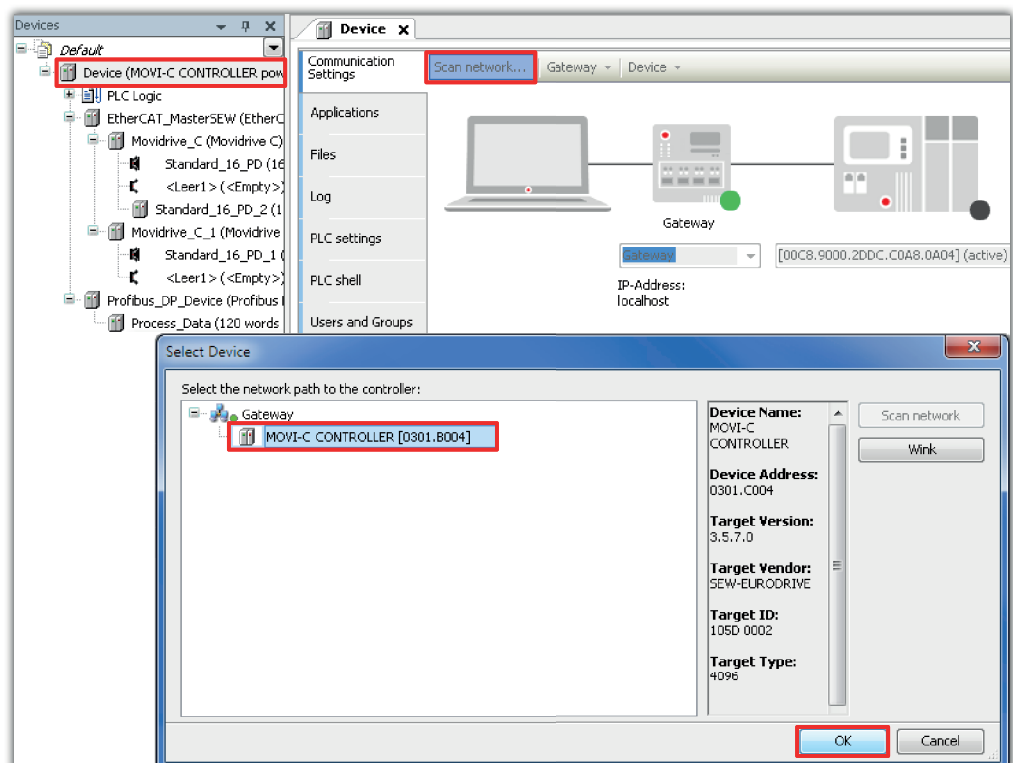 Devices
Default
Device (MOVI-C CONTROLLER pow
PLC Logic
EtherCAT_MasterSEW (EtherC
Movidrive_C (Movidrive C)
Standard_16_PD (16
<Leer1> (<Empty>)
Standard_16_PD_2 (1
Movidrive_C_1 (Movidrive
Standard_16_PD_1 (
<Leer1> (<Empty>)
Profibus_DP_Device (Profibus
Process_Data (120 words
Device
Communication
Settings
Applications
Files
Log
PLC settings
PLC shell
Users and Groups
Scan network... Gateway Device
Gateway
Gateway
[00C8.9000.2DDC.C0A8.0A04] (active)
IP-Address:
localhost
Select Device
Select the network path to the controller:
Gateway
MOVI-C CONTROLLER [0301.B004]
Device Name:
MOVI-C
CONTROLLER
Device Address:
0301.C004
Target Version:
3.5.7.0
Target Vendor:
SEW-EURODRIVE
Target ID:
105D 0002
Target Type:
4096
Scan network
Wink
OK
Cancel